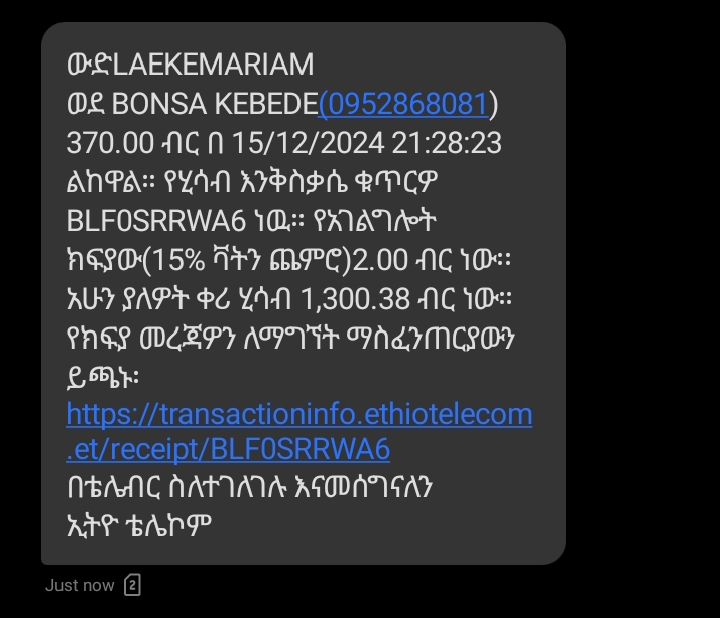 ውድLAEKEMARIAM
ወደ BONSA KEBEDE(0952868081)
370.00 ብር በ 15/12/2024 21:28:23
ልከዋል። የሂሳብ እንቅስቃሴ ቁጥርዎ
BLF0SRRWA6 ነዉ። የአገልግሎት
ክፍያው(15% ቫትን ጨምሮ)2.00 ብር ነው፡፡
አሁን ያለዎት ቀሪ ሂሳብ 1,300.38 ብር ነው።
የክፍያ መረጃዎን ለማግኘት ማስፈንጠርያውን
ይጫኑ፡
https://transactioninfo.ethiotelecom
.et/receipt/BLF0SRRWA6
በቴሌብር ስለተገለገሉ እናመሰግናለን
ኢትዮ ቴሌኮም
Just now 2